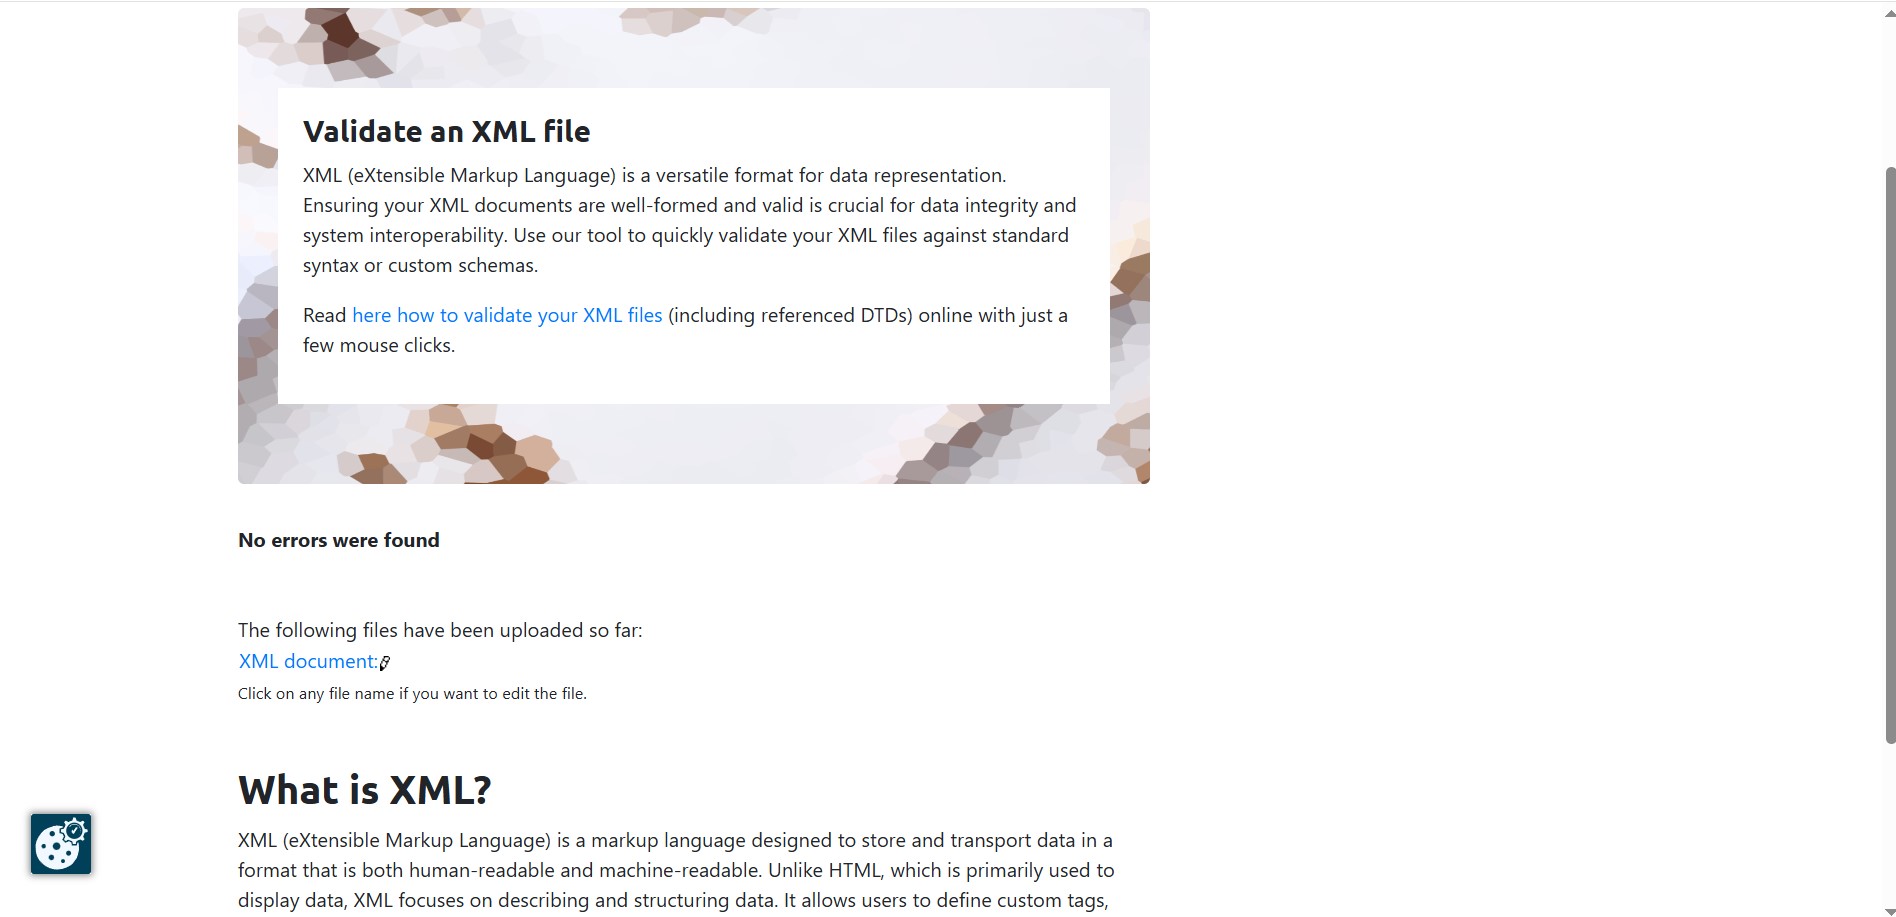 Validate an XML file
XML (eXtensible Markup Language) is a versatile format for data representation.
Ensuring your XML documents are well-formed and valid is crucial for data integrity and
system interoperability. Use our tool to quickly validate your XML files against standard
syntax or custom schemas.
Read here how to validate your XML files (including referenced DTDs) online with just a
few mouse clicks.
No errors were found
The following files have been uploaded so far:
XML document:
Click on any file name if you want to edit the file.
What is XML?
XML (eXtensible Markup Language) is a markup language designed to store and transport data in a
format that is both human-readable and machine-readable. Unlike HTML, which is primarily used to
display data, XML focuses on describing and structuring data. It allows users to define custom tags,